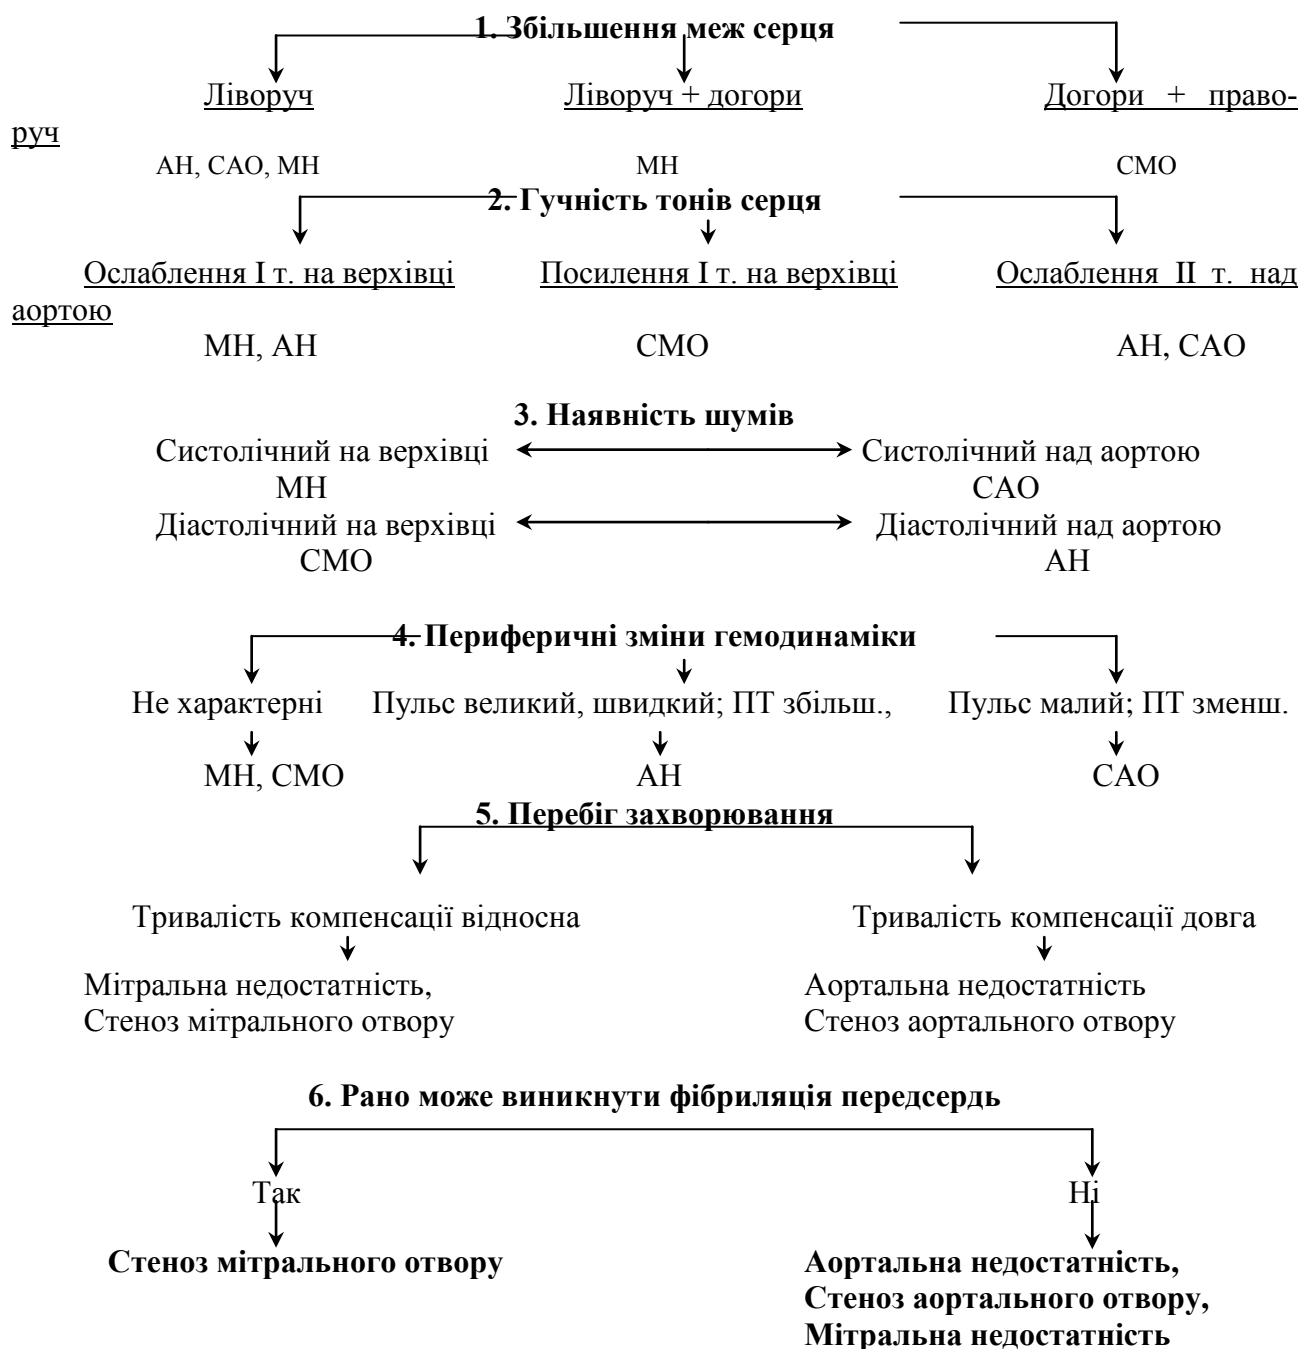 1. Збільшення меж серця
Ліворуч Ліворуч + догори Догори + право-
руч
АН, САО, МН МН СМО
2. Гучність тонів серця
Ослаблення І т. на верхівці Посилення І т. на верхівці Ослаблення ІІ т. над
аортою
МН, АН СМО АН, САО
3. Наявність шумів
Систолічний на верхівці Систолічний над аортою
МН САО
Діастолічний на верхівці Діастолічний над аортою
СМО АН
4. Периферичні зміни гемодинаміки
Не характерні Пульс великий, швидкий; ПТ збільш., Пульс малий; ПТ зменш.
МН, СМО АН САО
5. Перебіг захворювання
Тривалість компенсації відносна Тривалість компенсації довга
Мітральна недостатність, Аортальна недостатність
Стеноз мітрального отвору Стеноз аортального отвору
6. Рано може виникнути фібриляція передсердь
Так Ні
Стеноз мітрального отвору Аортальна недостатність,
Стеноз аортального отвору,
Мітральна недостатність